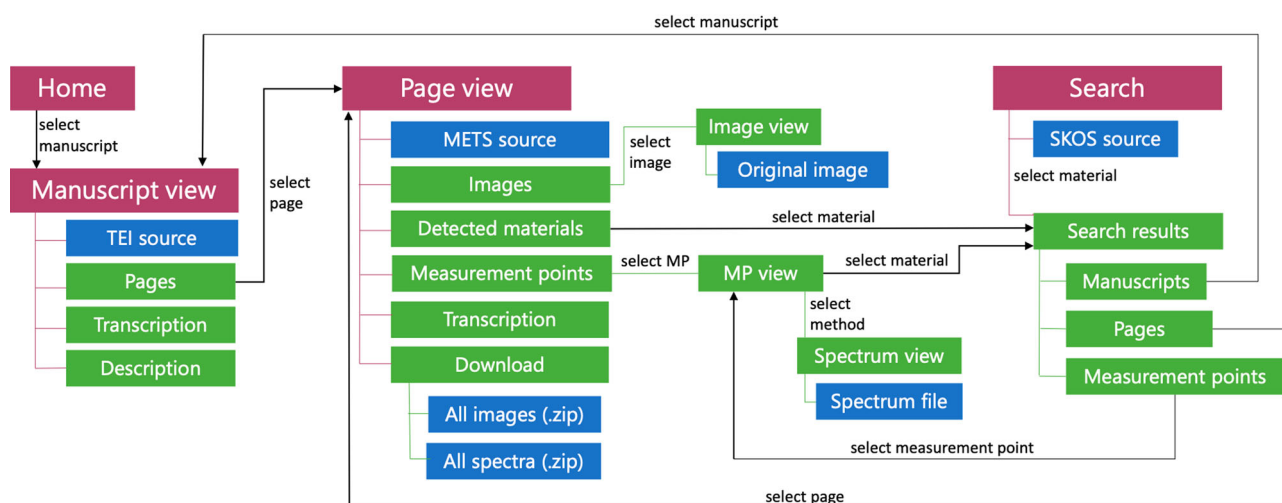 select manuscript
Home
Page view
Search
select
manuscript
METS source
Image view
SKOS source
select
image
Manuscript view
select
page
Images
Original image
select material
TEI source
Detected materials
select material
Search results
Pages
Measurement points
select MP
MP view
select material
Manuscripts
Transcription
Transcription
select
method
Pages
Description
Download
Spectrum view
Measurement points
All images (.zip)
Spectrum file
All spectra (.zip)
select measurement point
select page